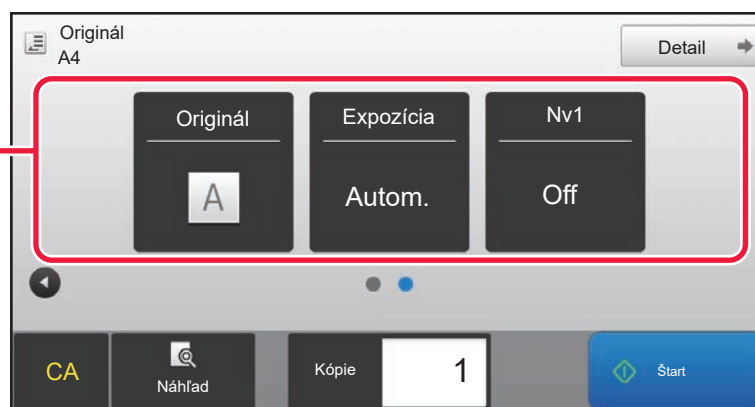 Originál
A4
Detail
Originál
Expozícia
Nv1
A
Autom.
Off
CA
Náhľad
Kópie
1
Štart